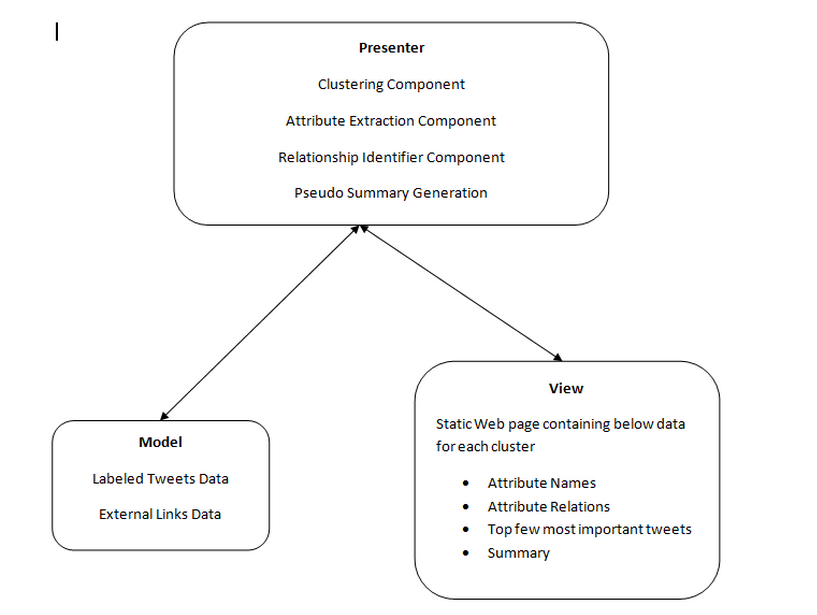 Presenter
Clustering Component
Attribute Extraction Component
Relationship Identifier Component
Pseudo Summary Generation
Model
Labeled Tweets Data
External Links Data
View
Static Web page containing below data
for each cluster
• Attribute Names
• Attribute Relations
• Top few most important tweets
• Summary